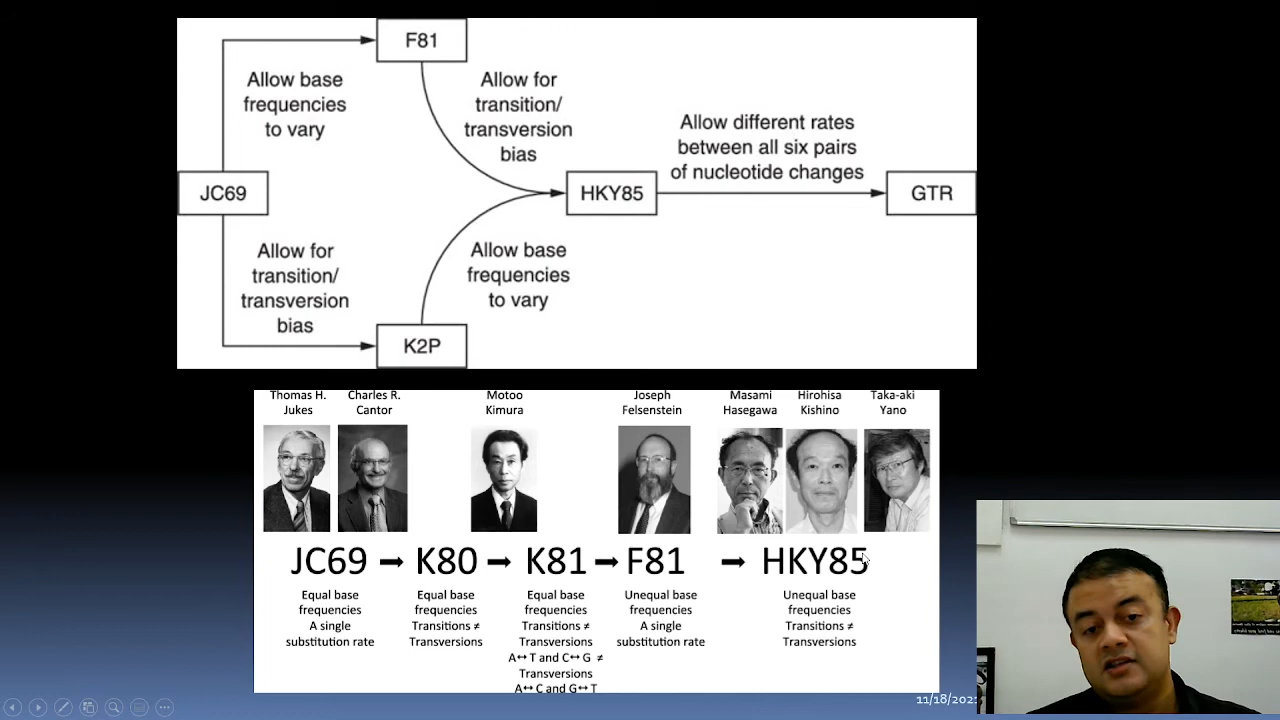 F81
Allow base
frequencies
to vary
Allow for
transition/
transversion
bias
Allow different rates
between all six pairs
of nucleotide changes
JC69
HKY85
GTR
Allow for
transition/
transversion
bias
Allow base
frequencies
to vary
K2P
Thomas H.
Jukes
Charles R.
Cantor
Motoo
Kimura
Joseph
Felsenstein
Masami
Hasegawa
Hirohisa
Kishino
Taka-aki
Yano
JC69 → K80 → K81 → F81 → HKY85
Equal base
frequencies
A single
substitution rate
Equal base
frequencies
Transitions ≠
Transversions
Equal base
frequencies
Transitions ≠
Transversions
A↔T and C↔G ≠
Transversions
A↔C and G↔T
Unequal base
frequencies
A single
substitution rate
Unequal base
frequencies
Transitions ≠
Transversions